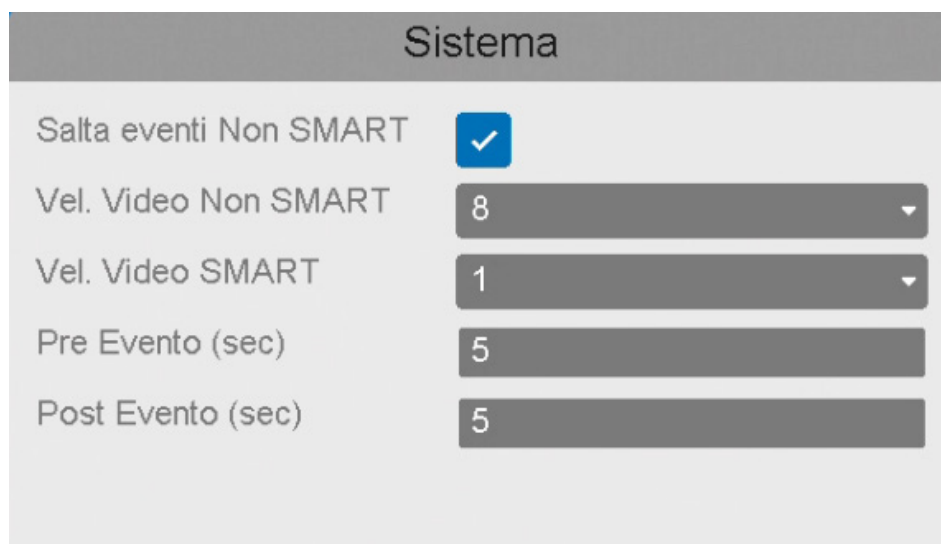 Sistema
Salta eventi Non SMART
Vel. Video Non SMART 8
Vel. Video SMART 1
Pre Evento (sec) 5
Post Evento (sec) 5